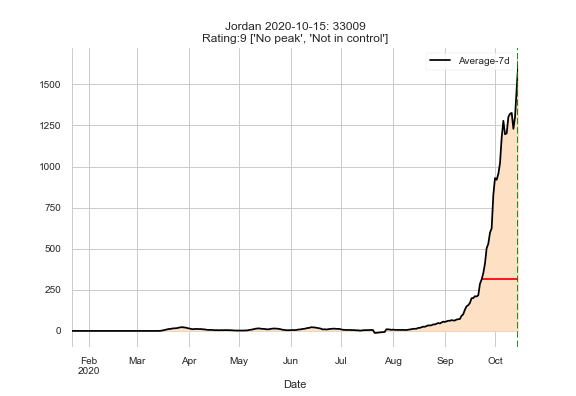 Jordan 2020-10-15: 33009
Rating:9 ['No peak', 'Not in control']
Average-7d
1500
1250
1000
750
500
250
0
Feb Mar Apr May Jun Jul Aug Sep Oct
2020
Date